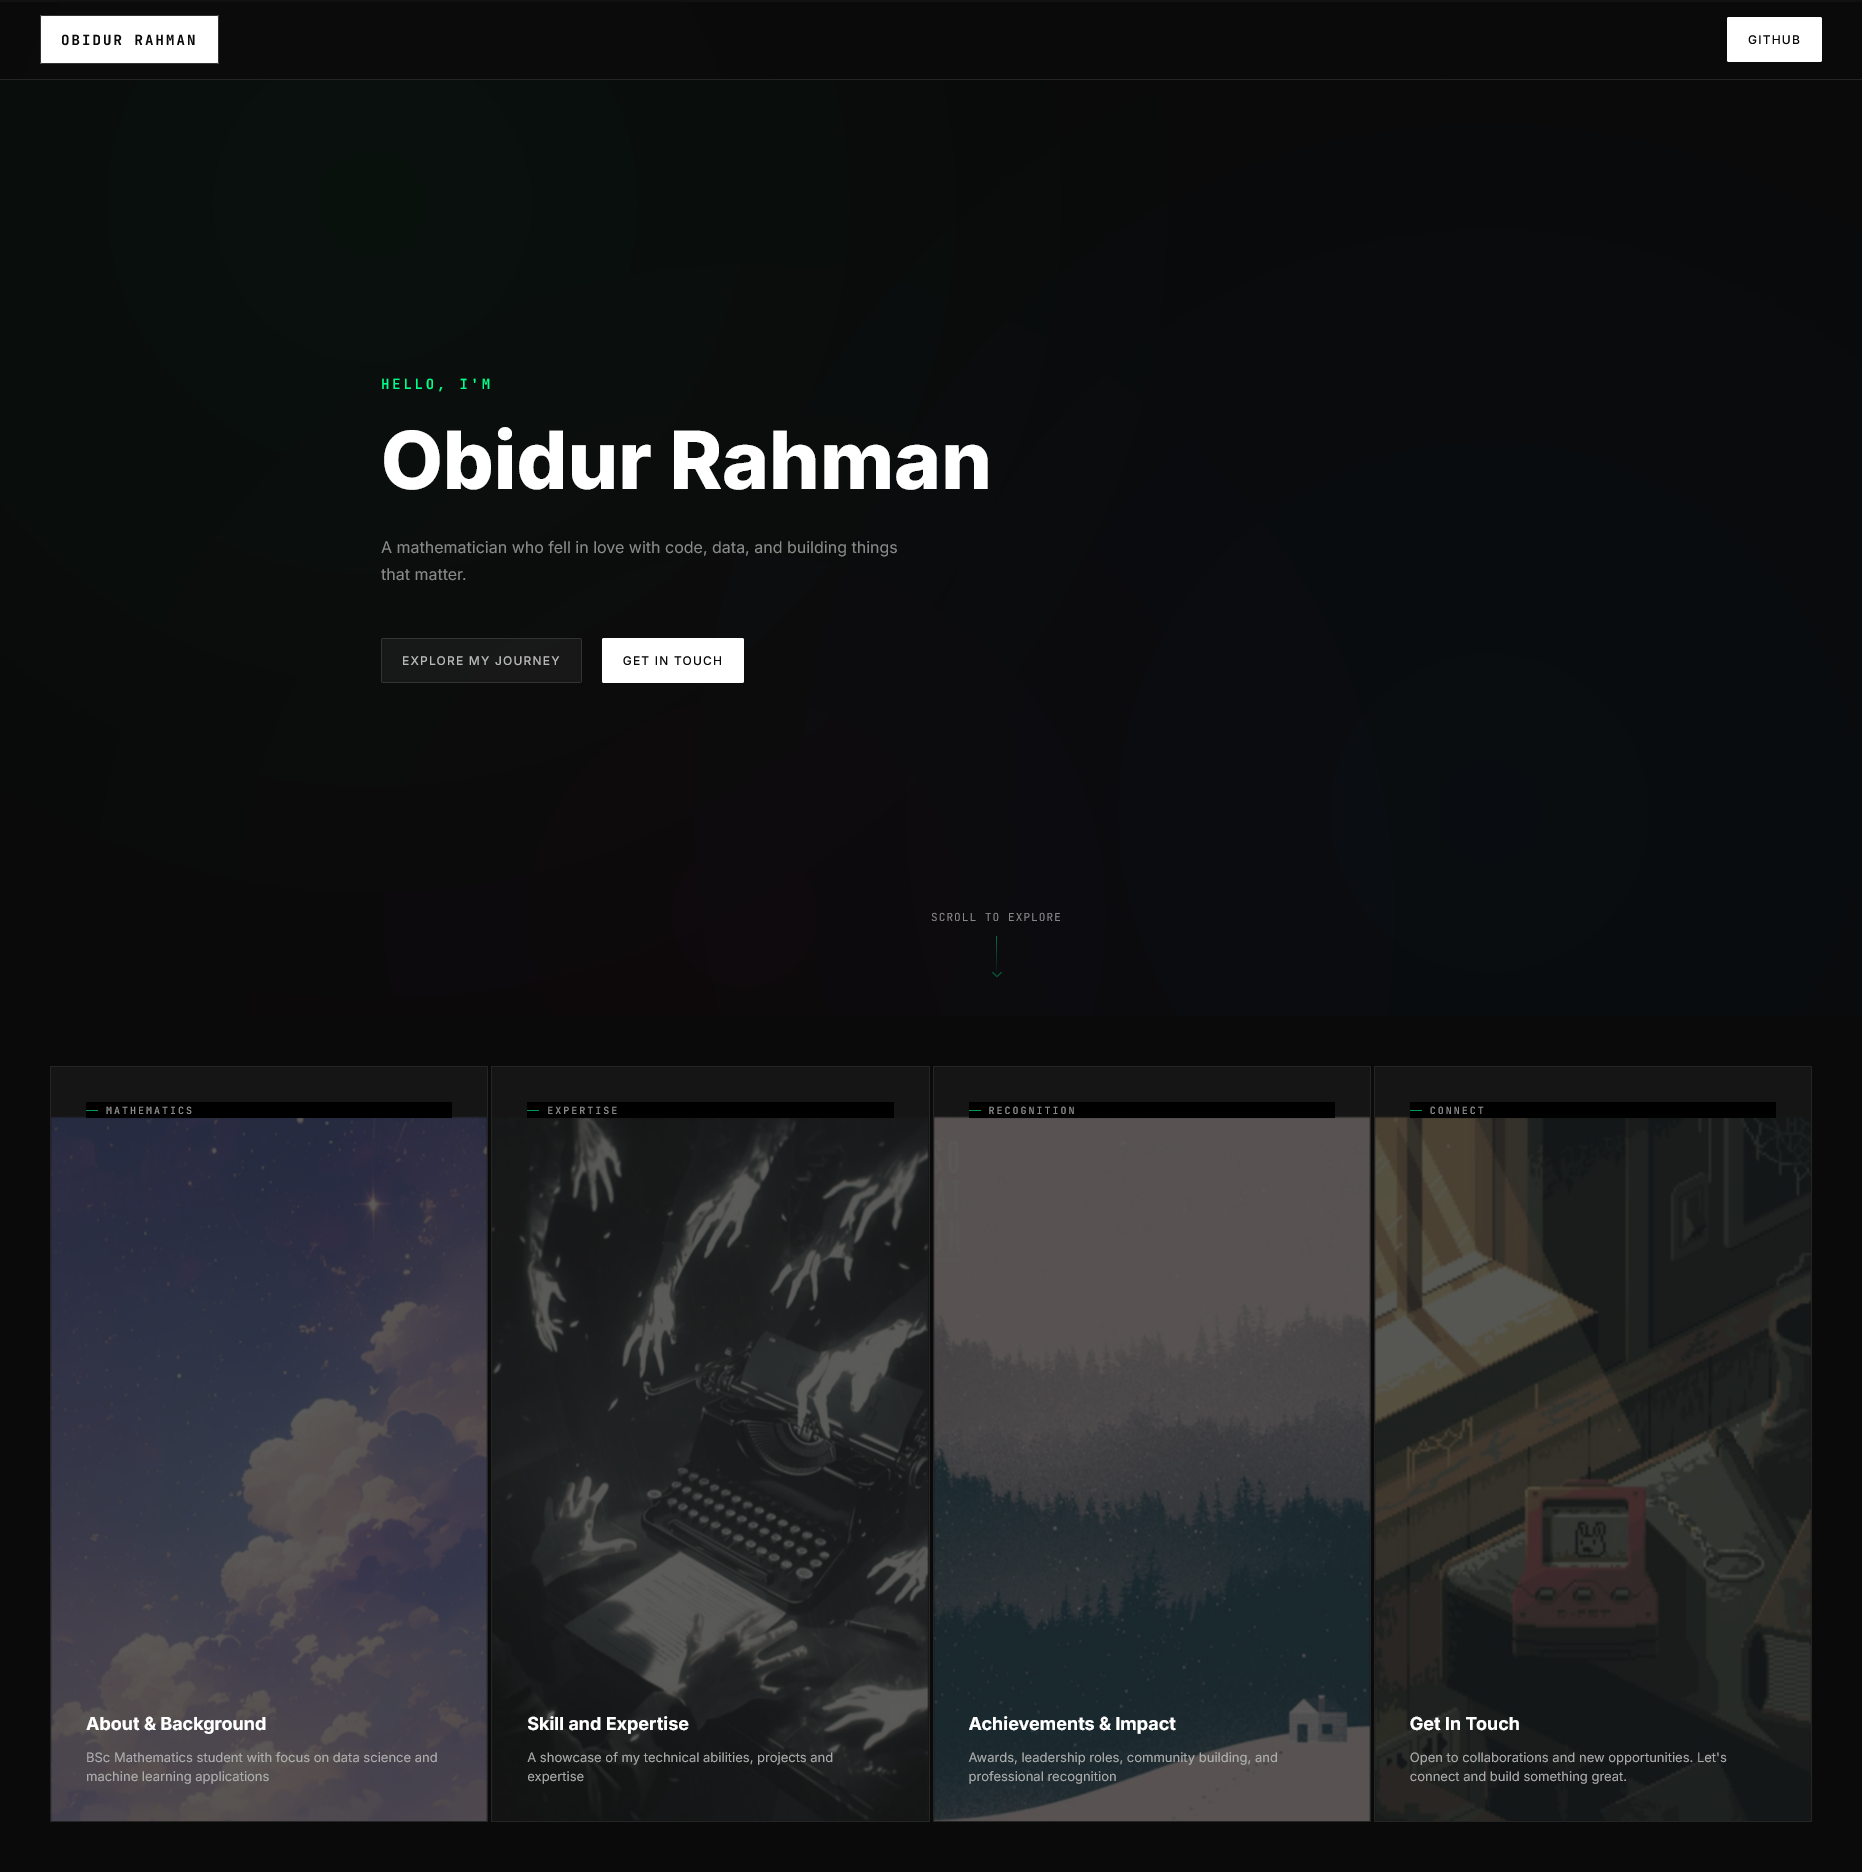 OBIDUR RAHMAN
GITHUB
HELLO, I'M
Obidur Rahman
A mathematician who fell in love with code, data, and building things
that matter.
EXPLORE MY JOURNEY
GET IN TOUCH
SCROLL TO EXPLORE
MATHEMATICS
About & Background
BSc Mathematics student with focus on data science and
machine learning applications
EXPERTISE
Skill and Expertise
A showcase of my technical abilities, projects and
expertise
RECOGNITION
Achievements & Impact
Awards, leadership roles, community building, and
professional recognition
CONNECT
Get In Touch
Open to collaborations and new opportunities. Let's
connect and build something great.